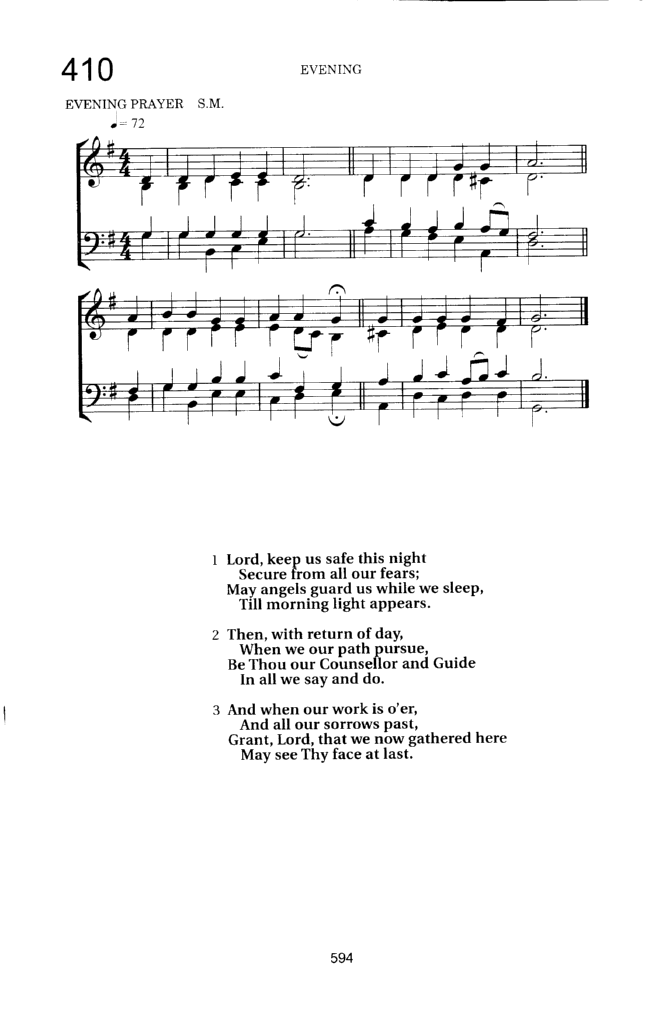 410
EVENING
EVENING PRAYER S.M.
♩= 72
1 Lord, keep us safe this night
Secure from all our fears;
May angels guard us while we sleep,
Till morning light appears.
2 Then, with return of day,
When we our path pursue,
Be Thou our Counsellor and Guide
In all we say and do.
3 And when our work is o'er,
And all our sorrows past,
Grant, Lord, that we now gathered here
May see Thy face at last.
594